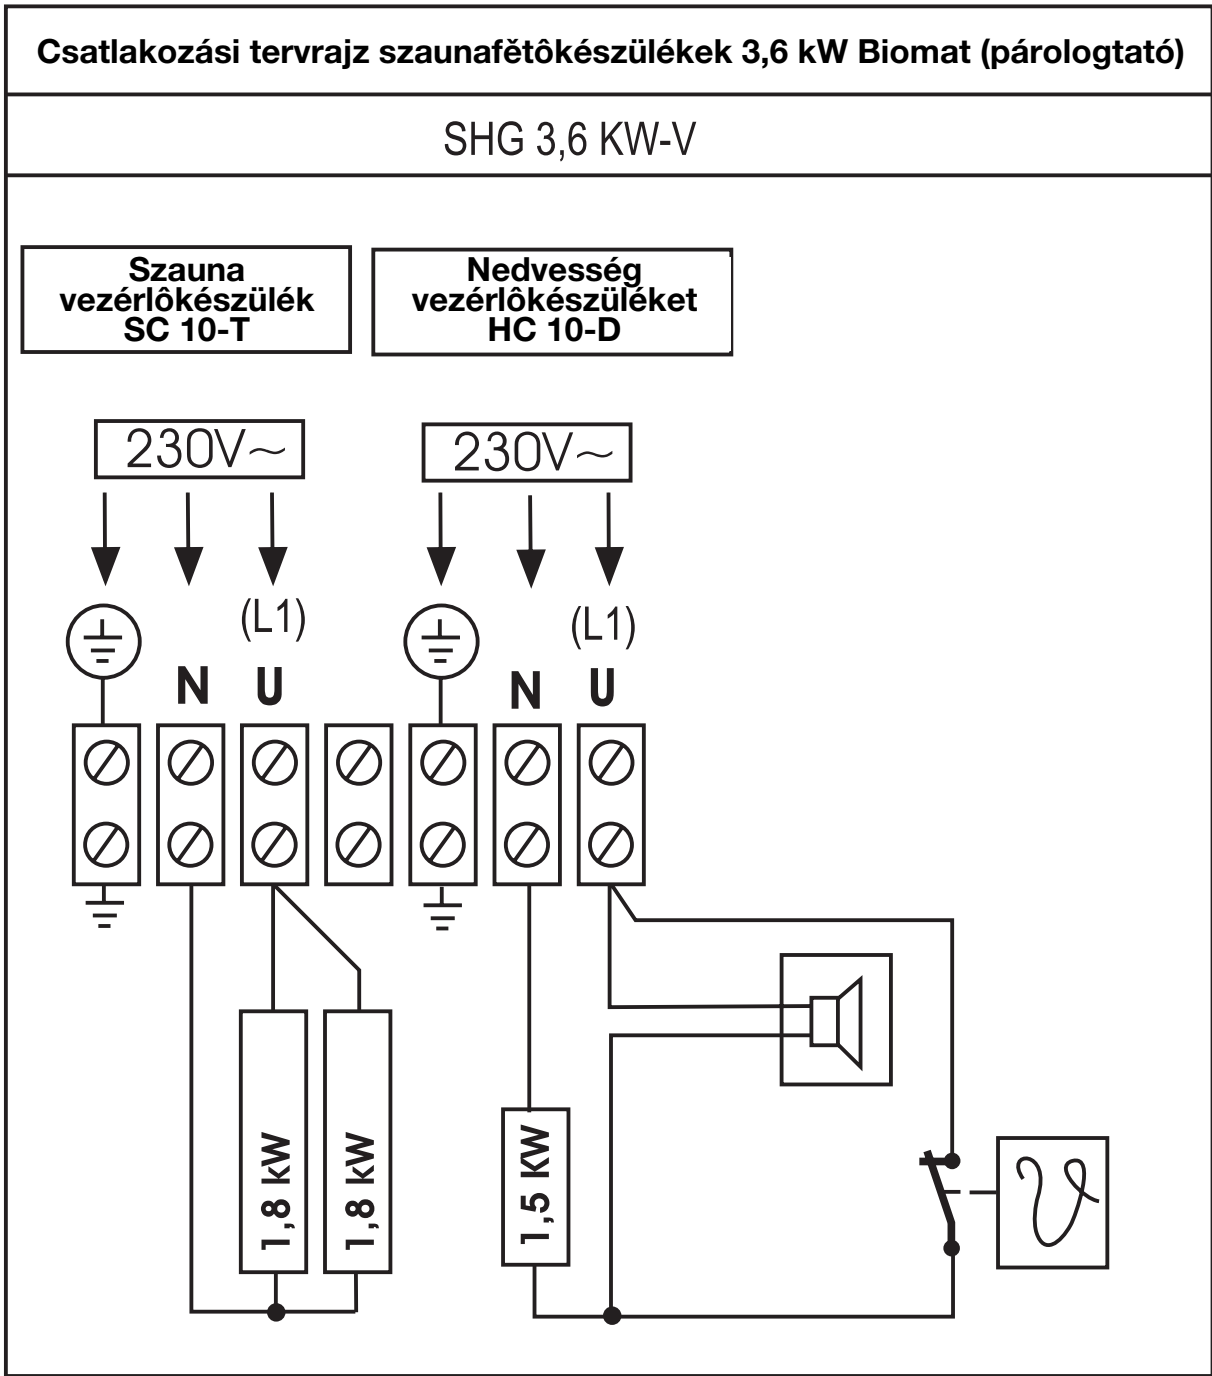 Csatlakozási tervrajz szaunafětôkészülékek 3,6 kW Biomat (párologtató)
SHG 3,6 KW-V
Szauna
vezérlôkészülék
SC 10-T
Nedvesség
vezérlôkészüléket
HC 10-D
230V~
230V~
(L1)
N U
(L1)
N U
1,8 kW
1,8 kW
1,5 KW